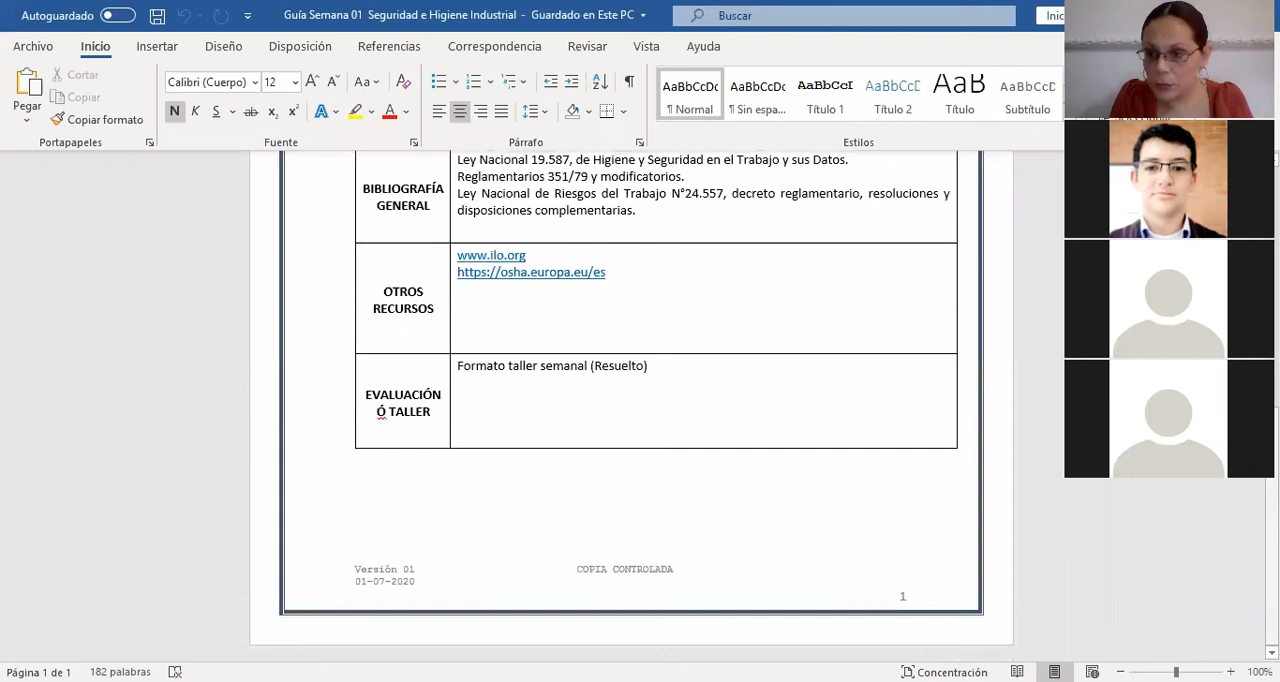 Autoguardado
Guía Semana 01 Seguridad e Higiene Industrial - Guardado en Este PC
Buscar
Inic
Archivo Inicio Insertar Diseño Disposición Referencias Correspondencia Revisar Vista Ayuda
Pegar
Cortar
Copiar
Copiar formato
Portapapeles
Calibri (Cuerpo) 12
Fuente
Párrafo
AaBbCcDc AaBbCcDc AaBbCcI AaBbCcL AaB AaBbCcD
¶ Normal ¶ Sin espa... Título 1 Título 2 Título Subtítulo
Estilos
BIBLIOGRAFÍA
GENERAL
Ley Nacional 19.587, de Higiene y Seguridad en el Trabajo y sus Datos.
Reglamentarios 351/79 y modificatorios.
Ley Nacional de Riesgos del Trabajo N°24.557, decreto reglamentario, resoluciones y
disposiciones complementarias.
OTROS
RECURSOS
www.ilo.org
https://osha.europa.eu/es
EVALUACIÓN
Ó TALLER
Formato taller semanal (Resuelto)
Versión 01
01-07-2020
COPIA CONTROLADA
1
Página 1 de 1 182 palabras
Concentración
100%